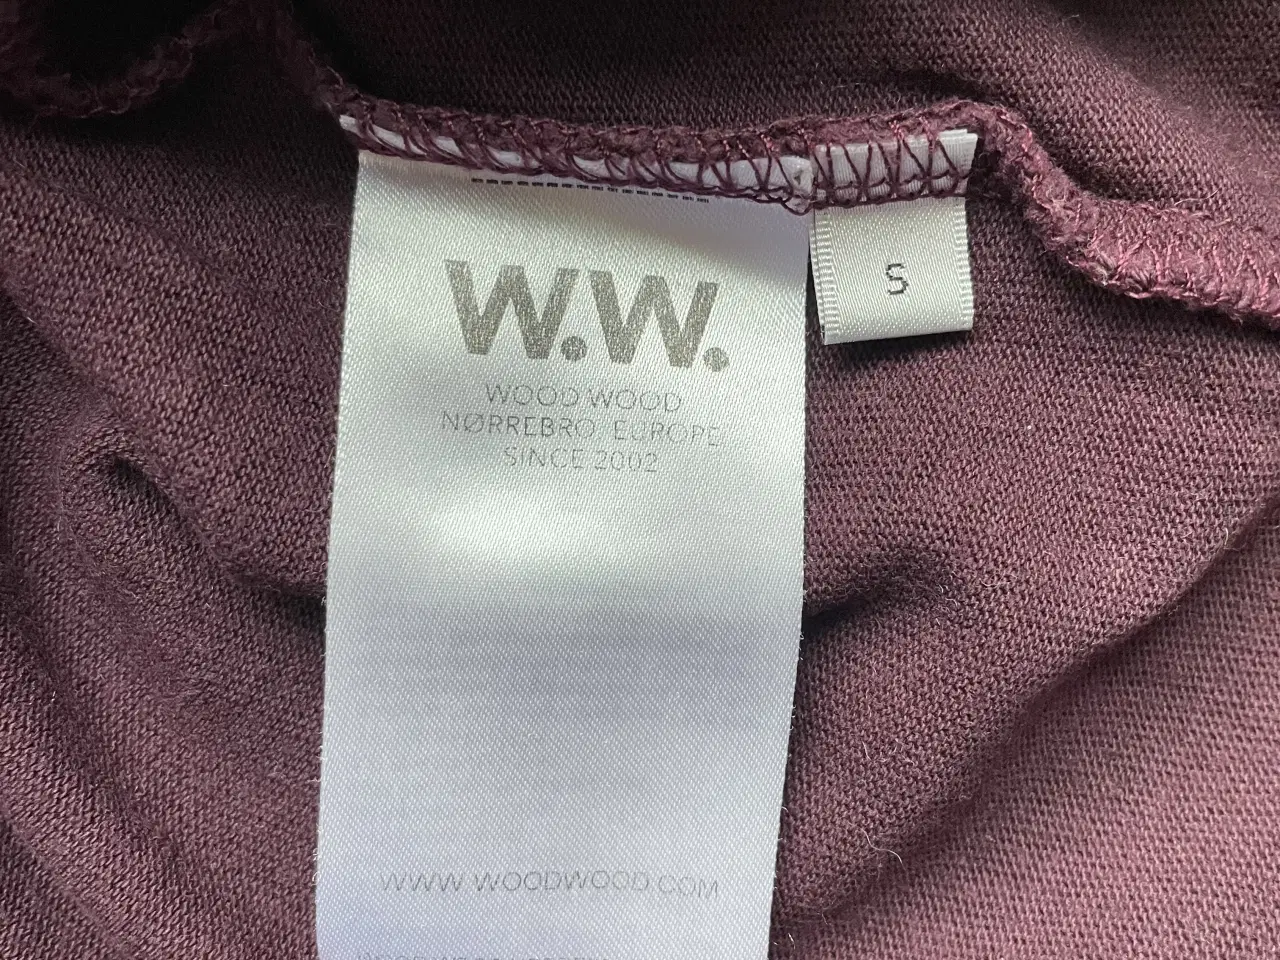 W.W.
WOOD WOOD
NØRREBRO, EUROPE
SINCE 2002
S
WWW.WOODWOOD.COM